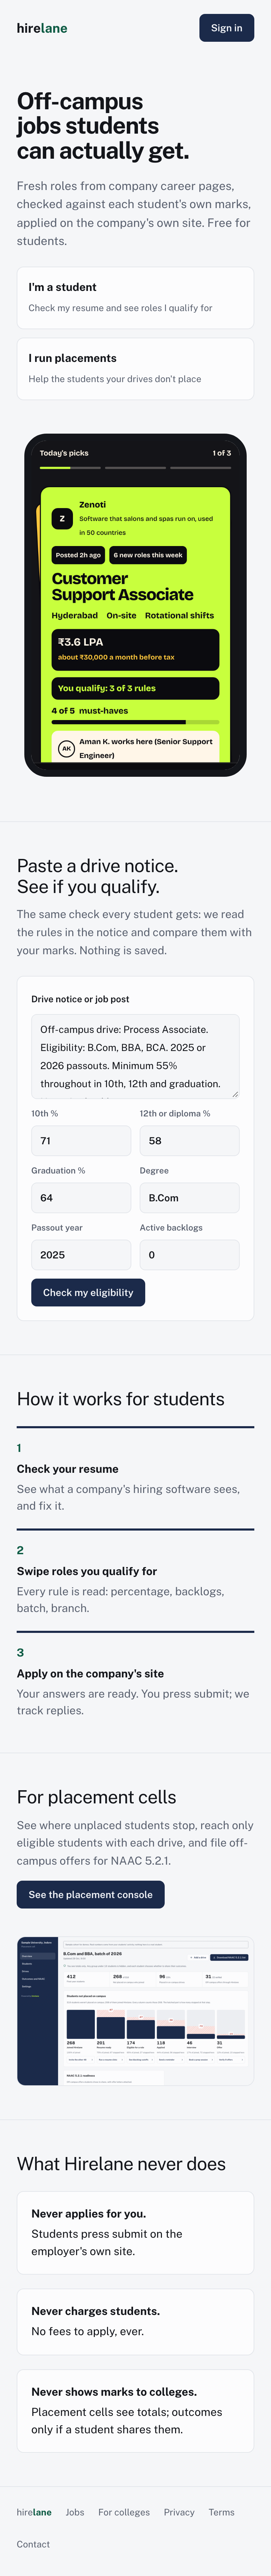 hirelane
Sign in
Off-campus
jobs students
can actually get.
Fresh roles from company career pages,
checked against each student's own marks,
applied on the company's own site. Free for
students.
I'm a student
Check my resume and see roles I qualify for
I run placements
Help the students your drives don't place
Today's picks
1 of 3
Z
Zenoti
Software that salons and spas run on, used
in 50 countries
Posted 2h ago
6 new roles this week
Customer
Support Associate
Hyderabad On-site Rotational shifts
₹3.6 LPA
about ₹30,000 a month before tax
You qualify: 3 of 3 rules
4 of 5 must-haves
AK
Aman K. works here (Senior Support
Engineer)
Paste a drive notice.
See if you qualify.
The same check every student gets: we read
the rules in the notice and compare them with
your marks. Nothing is saved.
Drive notice or job post
Off-campus drive: Process Associate.
Eligibility: B.Com, BBA, BCA. 2025 or
2026 passouts. Minimum 55%
throughout in 10th, 12th and graduation.
10th %
12th or diploma %
71
58
Graduation %
Degree
64
B.Com
Passout year
Active backlogs
2025
0
Check my eligibility
How it works for students
1
Check your resume
See what a company's hiring software sees,
and fix it.
2
Swipe roles you qualify for
Every rule is read: percentage, backlogs,
batch, branch.
3
Apply on the company's site
Your answers are ready. You press submit; we
track replies.
For placement cells
See where unplaced students stop, reach only
eligible students with each drive, and file off-
campus offers for NAAC 5.2.1.
See the placement console
B.Com and BBA, batch of 2026
412
268
96
31
268
201
174
118
46
31
What Hirelane never does
Never applies for you.
Students press submit on the
employer's own site.
Never charges students.
No fees to apply, ever.
Never shows marks to colleges.
Placement cells see totals; outcomes
only if a student shares them.
hirelane
Jobs
For colleges
Privacy
Terms
Contact